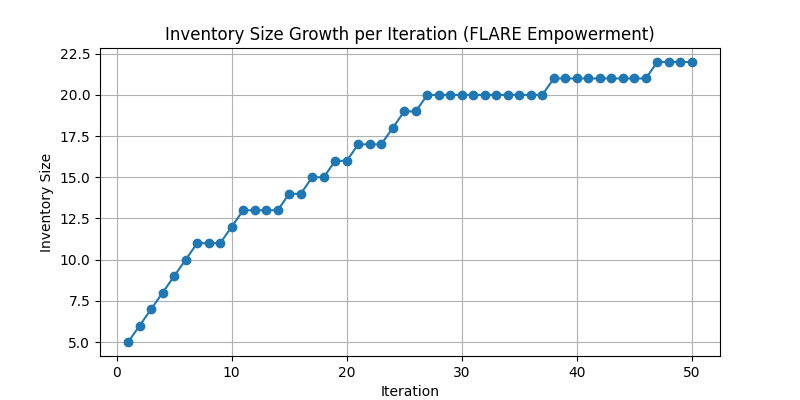 Inventory Size Growth per Iteration (FLARE Empowerment)
22.5
20.0
17.5
15.0
12.5
10.0
7.5
5.0
Inventory Size
0 10 20 30 40 50
Iteration